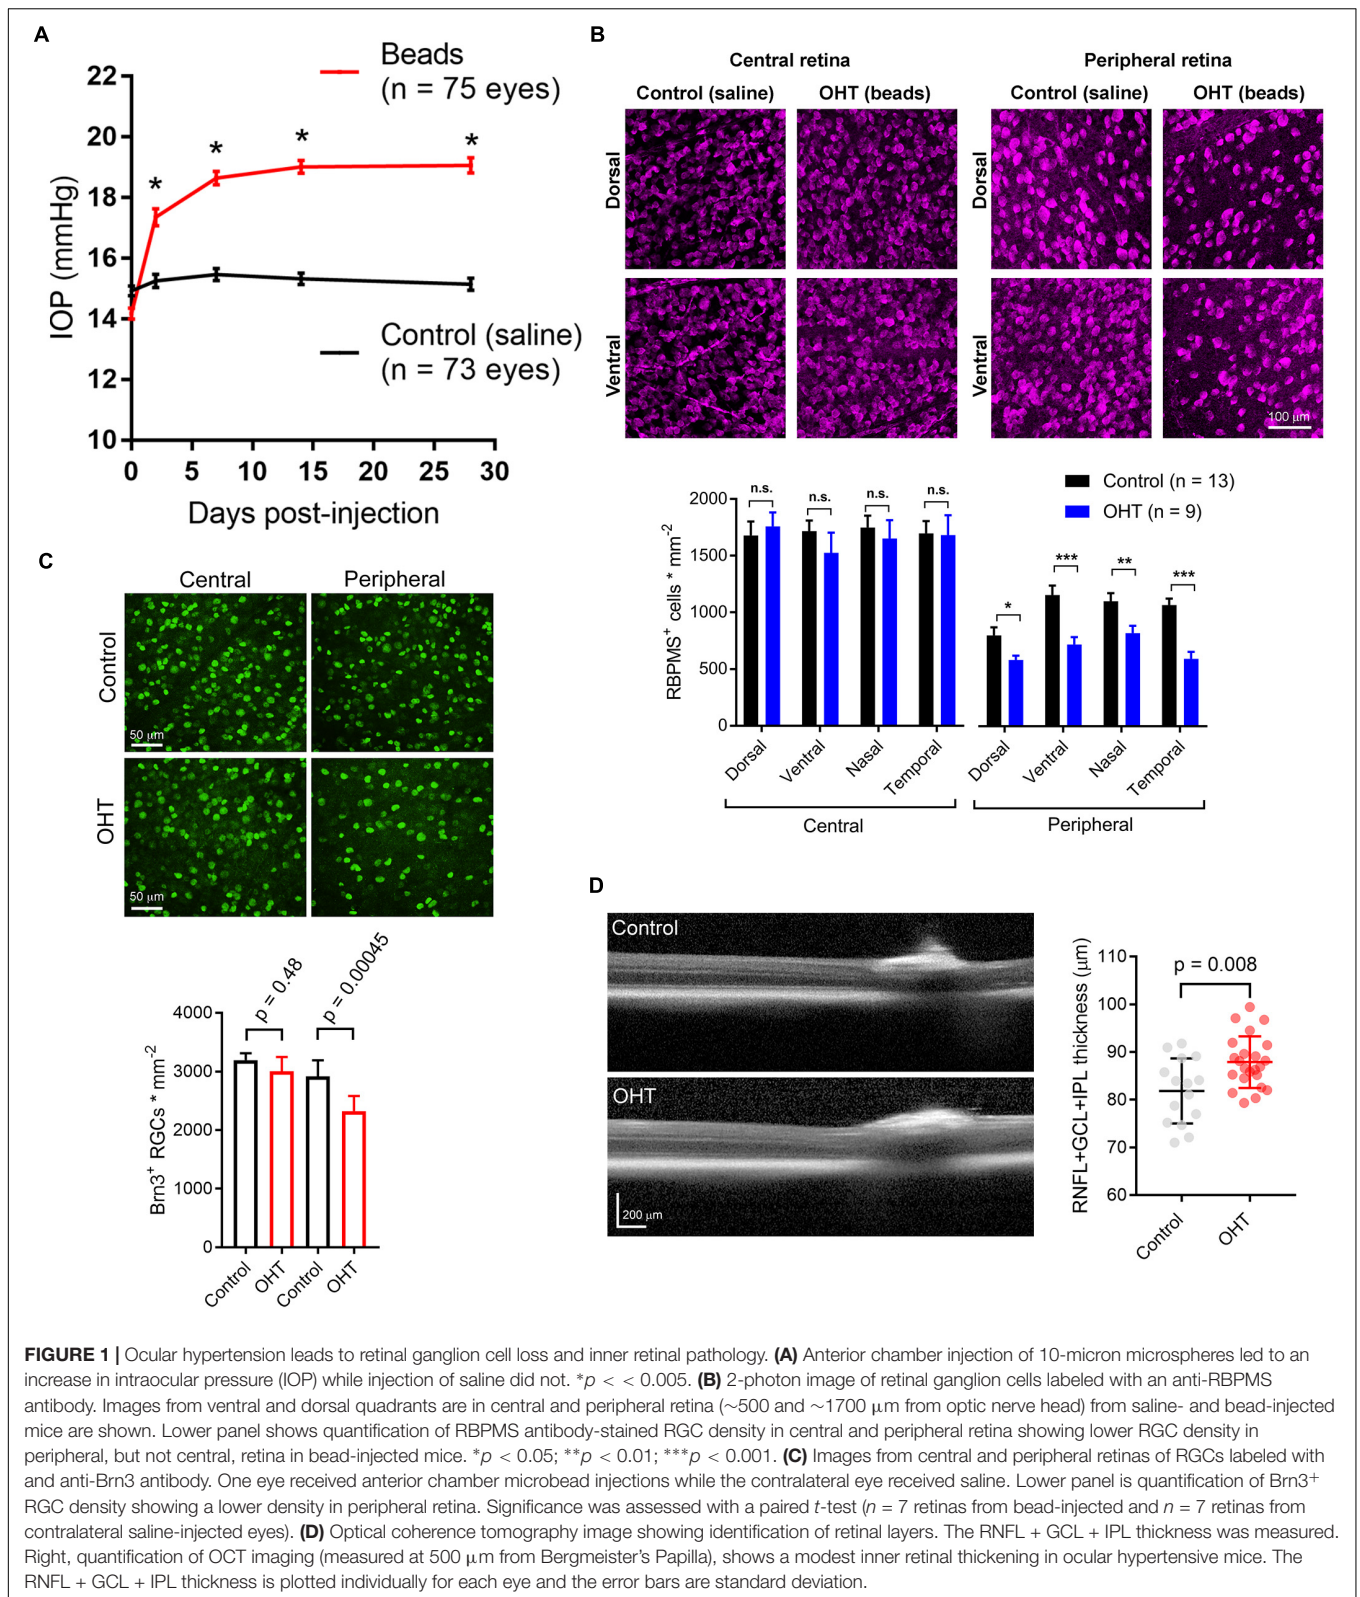 A
Beads
(n = 75 eyes)
22
20
18
16
14
12
10
IOP (mmHg)
*
*
*
*
Control (saline)
(n = 73 eyes)
0
5
10
15
20
25
30
Days post-injection
B
Central retina
Peripheral retina
Control (saline)
OHT (beads)
Control (saline)
OHT (beads)
Dorsal
Dorsal
Ventral
Ventral
100 μm
Control (n = 13)
OHT (n = 9)
2000
1500
1000
500
0
RBPMS+ cells * mm-2
n.s.
n.s.
n.s.
n.s.
*
***
**
***
Dorsal
Ventral
Nasal
Temporal
Dorsal
Ventral
Nasal
Temporal
Central
Peripheral
C
Central
Peripheral
Control
50 μm
OHT
50 μm
p = 0.48
p = 0.00045
4000
3000
2000
1000
0
Brn3+ RGCs * mm-2
Control
OHT
Control
OHT
D
Control
OHT
200 μm
p = 0.008
110
100
90
80
70
60
RNFL+GCL+IPL thickness (μm)
Control
OHT
FIGURE 1 | Ocular hypertension leads to retinal ganglion cell loss and inner retinal pathology. (A) Anterior chamber injection of 10-micron microspheres led to an
increase in intraocular pressure (IOP) while injection of saline did not. *p < < 0.005. (B) 2-photon image of retinal ganglion cells labeled with an anti-RBPMS
antibody. Images from ventral and dorsal quadrants are in central and peripheral retina (∼500 and ∼1700 μm from optic nerve head) from saline- and bead-injected
mice are shown. Lower panel shows quantification of RBPMS antibody-stained RGC density in central and peripheral retina showing lower RGC density in
peripheral, but not central, retina in bead-injected mice. *p < 0.05; **p < 0.01; ***p < 0.001. (C) Images from central and peripheral retinas of RGCs labeled with
and anti-Brn3 antibody. One eye received anterior chamber microbead injections while the contralateral eye received saline. Lower panel is quantification of Brn3+
RGC density showing a lower density in peripheral retina. Significance was assessed with a paired t-test (n = 7 retinas from bead-injected and n = 7 retinas from
contralateral saline-injected eyes). (D) Optical coherence tomography image showing identification of retinal layers. The RNFL + GCL + IPL thickness was measured.
Right, quantification of OCT imaging (measured at 500 μm from Bergmeister's Papilla), shows a modest inner retinal thickening in ocular hypertensive mice. The
RNFL + GCL + IPL thickness is plotted individually for each eye and the error bars are standard deviation.